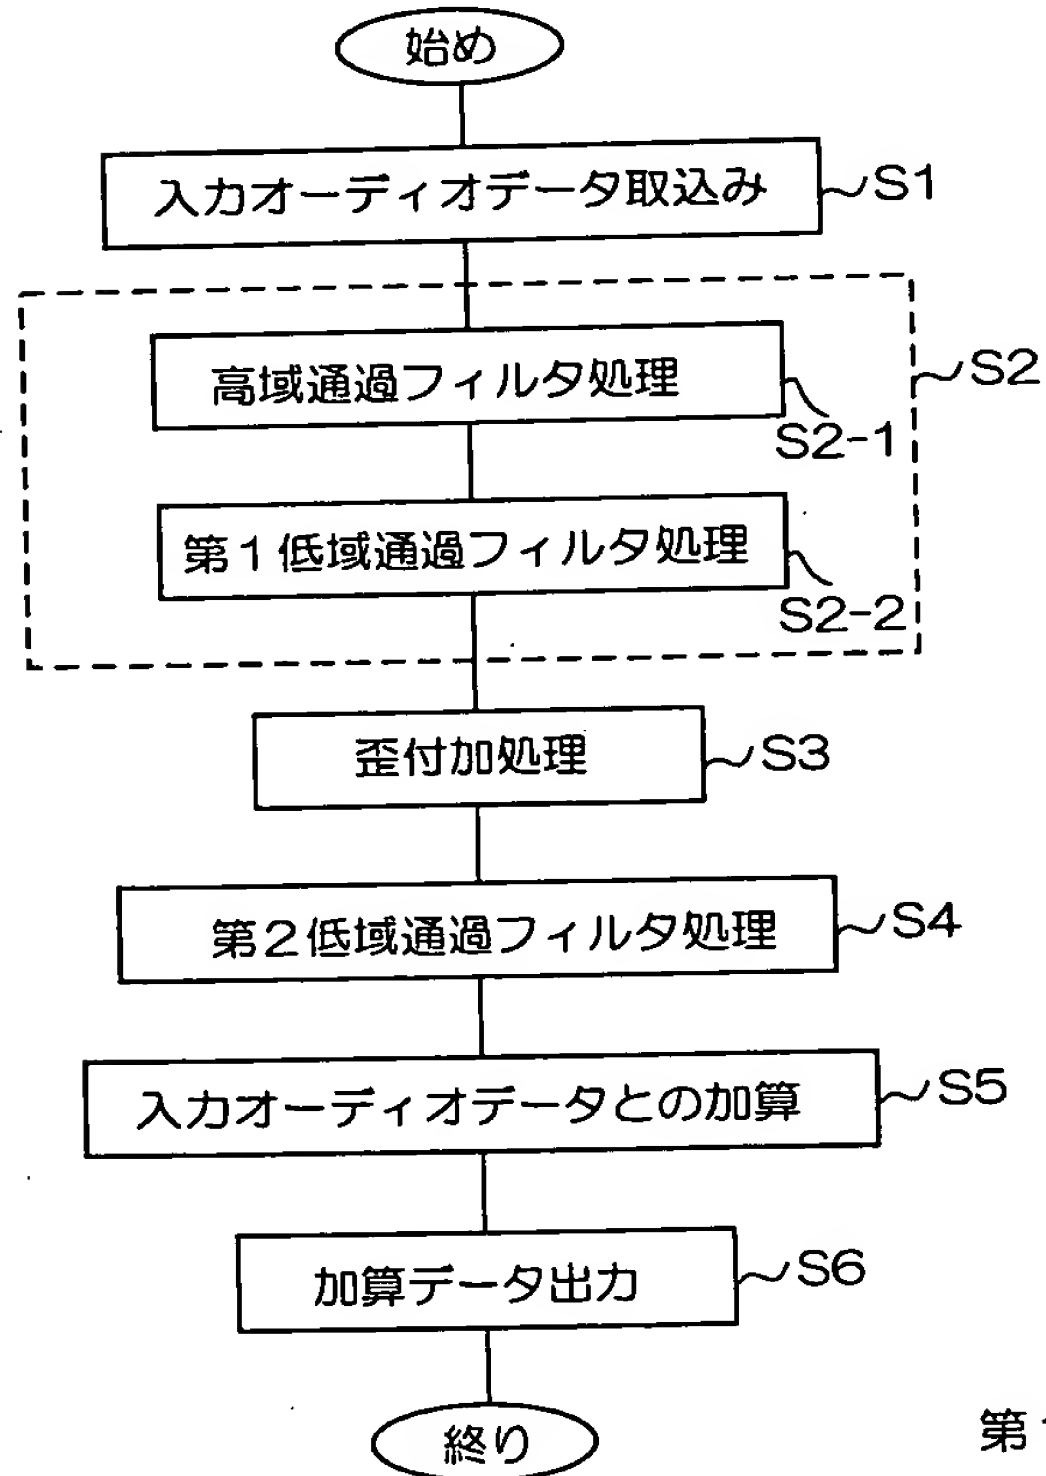 始め
入力オーディオデータ取込み
S1
S2
高域通過フィルタ処理
S2-1
第1低域通過フィルタ処理
S2-2
歪付加処理
S3
第2低域通過フィルタ処理
S4
入力オーディオデータとの加算
S5
加算データ出力
S6
終り
第